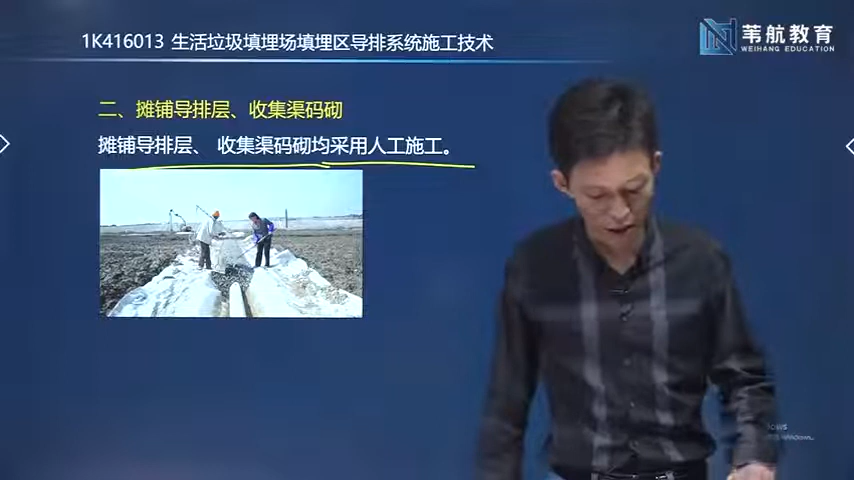 1K416013 生活垃圾填埋场填埋区导排系统施工技术
苇航教育
WEIHANG EDUCATION
二、摊铺导排层、收集渠码砌
摊铺导排层、 收集渠码砌均采用人工施工。